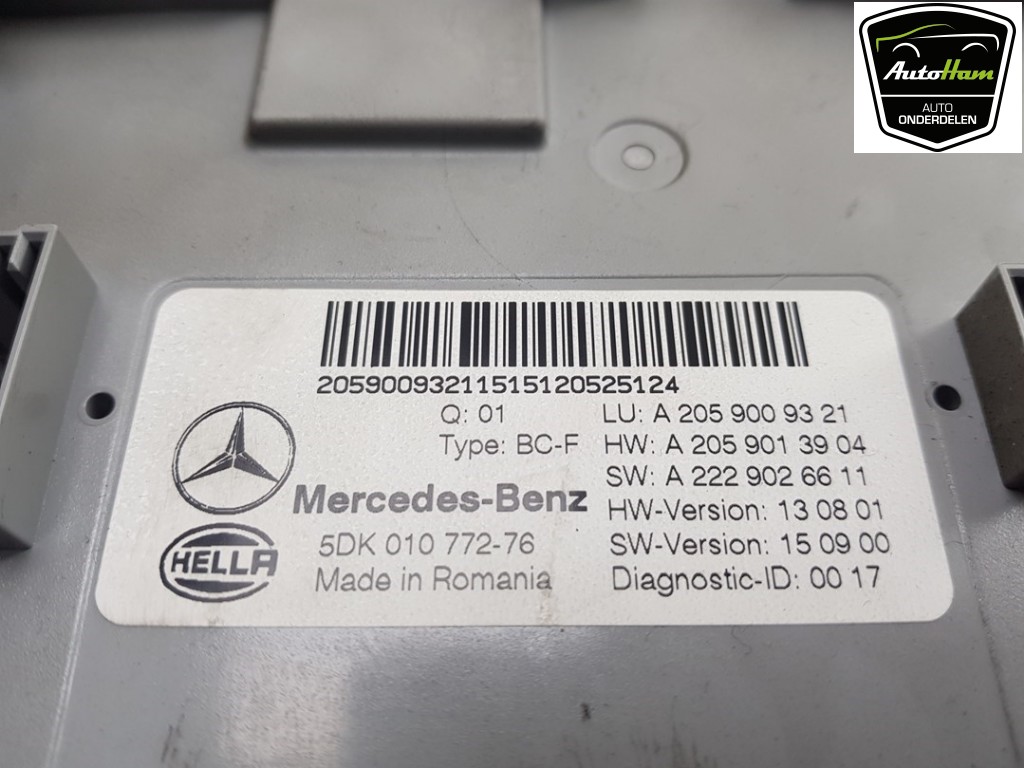 AutoHam
AUTO
ONDERDELEN
2059009321151512052​5124
Q: 01
LU: A 205 900 93 21
Type: BC-F
HW: A 205 901 39 04
SW: A 222 902 66 11
Mercedes-Benz
HW-Version: 13 08 01
HELLA
5DK 010 772-76
SW-Version: 15 09 00
Made in Romania
Diagnostic-ID: 00 17